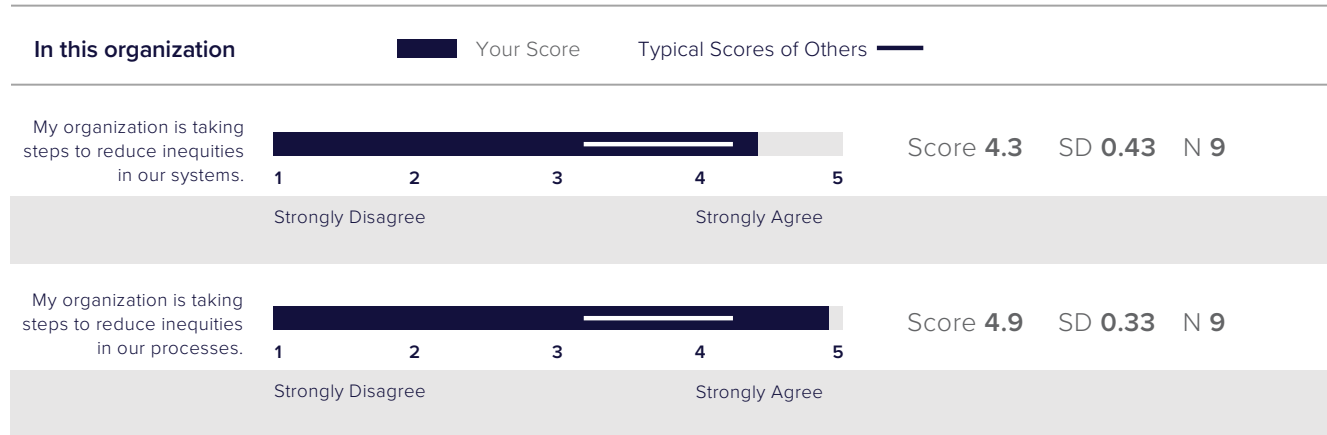 In this organization Your Score Typical Scores of Others
My organization is taking
steps to reduce inequities
in our systems.
1 2 3 4 5
Strongly Disagree Strongly Agree
Score 4.3 SD 0.43 N 9
My organization is taking
steps to reduce inequities
in our processes.
1 2 3 4 5
Strongly Disagree Strongly Agree
Score 4.9 SD 0.33 N 9